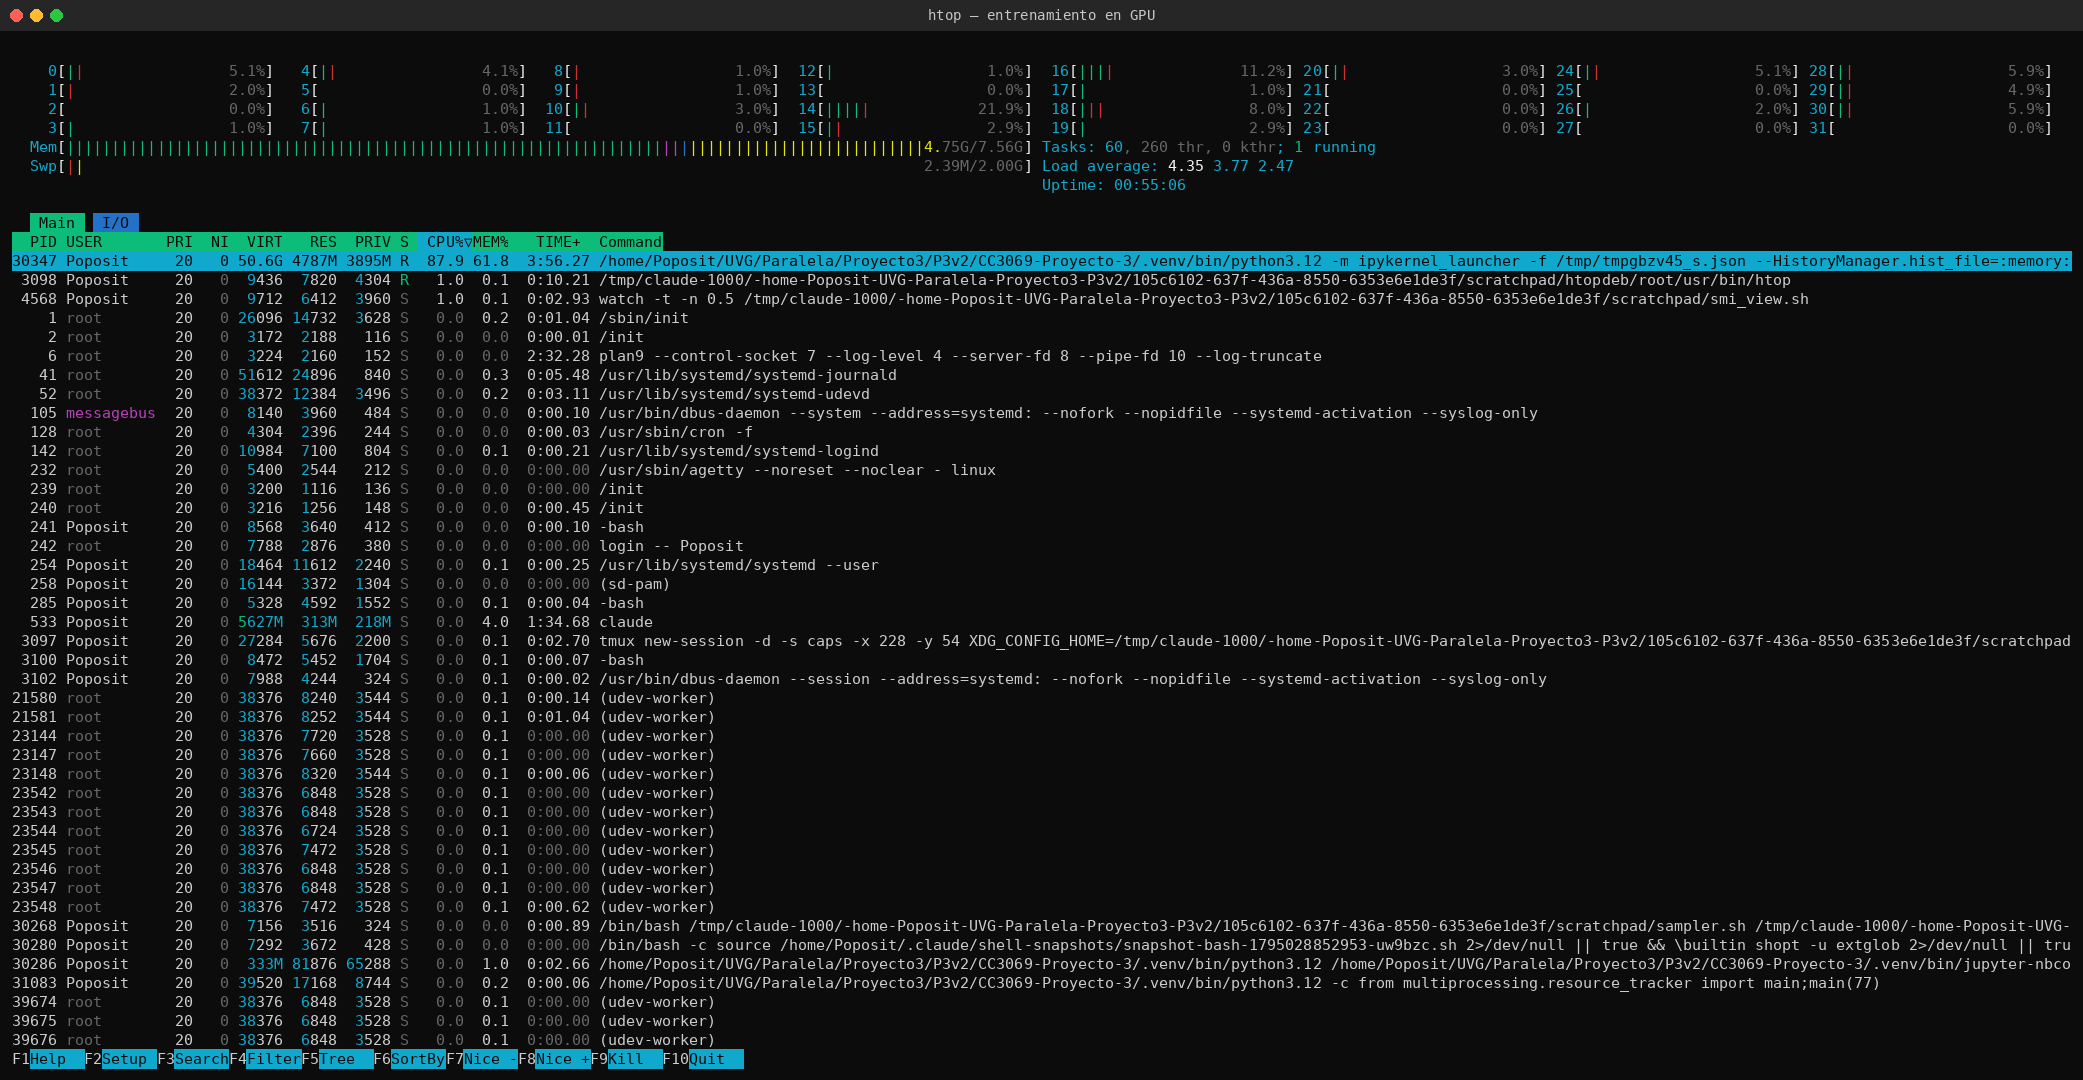 htop — entrenamiento en GPU
0[|| 5.1%] 4[|| 4.1%] 8[| 1.0%] 12[| 1.0%] 16[|||| 11.2%] 20[|| 3.0%] 24[|| 5.1%] 28[|| 5.9%]
1[| 2.0%] 5[ 0.0%] 9[| 1.0%] 13[ 0.0%] 17[| 1.0%] 21[ 0.0%] 25[ 0.0%] 29[|| 4.9%]
2[ 0.0%] 6[| 1.0%] 10[|| 3.0%] 14[||||| 21.9%] 18[||| 8.0%] 22[ 0.0%] 26[| 2.0%] 30[|| 5.9%]
3[| 1.0%] 7[| 1.0%] 11[ 0.0%] 15[|| 2.9%] 19[| 2.9%] 23[ 0.0%] 27[ 0.0%] 31[ 0.0%]
Mem[|||||||||||||||||||||||||||||||||||||||||||||||||||||||||||||||||||||||||||||||||||||||||||||||4.75G/7.56G] Tasks: 60, 260 thr, 0 kthr; 1 running
Swp[|| 2.39M/2.00G] Load average: 4.35 3.77 2.47
Uptime: 00:55:06
Main I/O
PID USER PRI NI VIRT RES PRIV S CPU%▽MEM% TIME+ Command
30347 Poposit 20 0 50.6G 4787M 3895M R 87.9 61.8 3:56.27 /home/Poposit/UVG/Paralela/Proyecto3/P3v2/CC3069-Proyecto-3/.venv/bin/python3.12 -m ipykernel_launcher -f /tmp/tmpgbzv45_s.json --HistoryManager.hist_file=:memory:
3098 Poposit 20 0 9436 7820 4304 R 1.0 0.1 0:10.21 /tmp/claude-1000/-home-Poposit-UVG-Paralela-Proyecto3-P3v2/105c6102-637f-436a-8550-6353e6e1de3f/scratchpad/htopdeb/root/usr/bin/htop
4568 Poposit 20 0 9712 6412 3960 S 1.0 0.1 0:02.93 watch -t -n 0.5 /tmp/claude-1000/-home-Poposit-UVG-Paralela-Proyecto3-P3v2/105c6102-637f-436a-8550-6353e6e1de3f/scratchpad/smi_view.sh
1 root 20 0 26096 14732 3628 S 0.0 0.2 0:01.04 /sbin/init
2 root 20 0 3172 2188 116 S 0.0 0.0 0:00.01 /init
6 root 20 0 3224 2160 152 S 0.0 0.0 2:32.28 plan9 --control-socket 7 --log-level 4 --server-fd 8 --pipe-fd 10 --log-truncate
41 root 20 0 51612 24896 840 S 0.0 0.3 0:05.48 /usr/lib/systemd/systemd-journald
52 root 20 0 38372 12384 3496 S 0.0 0.2 0:03.11 /usr/lib/systemd/systemd-udevd
105 messagebus 20 0 8140 3960 484 S 0.0 0.0 0:00.10 /usr/bin/dbus-daemon --system --address=systemd: --nofork --nopidfile --systemd-activation --syslog-only
128 root 20 0 4304 2396 244 S 0.0 0.0 0:00.03 /usr/sbin/cron -f
142 root 20 0 10984 7100 804 S 0.0 0.1 0:00.21 /usr/lib/systemd/systemd-logind
232 root 20 0 5400 2544 212 S 0.0 0.0 0:00.00 /usr/sbin/agetty --noreset --noclear - linux
239 root 20 0 3200 1116 136 S 0.0 0.0 0:00.00 /init
240 root 20 0 3216 1256 148 S 0.0 0.0 0:00.45 /init
241 Poposit 20 0 8568 3640 412 S 0.0 0.0 0:00.10 -bash
242 root 20 0 7788 2876 380 S 0.0 0.0 0:00.00 login -- Poposit
254 Poposit 20 0 18464 11612 2240 S 0.0 0.1 0:00.25 /usr/lib/systemd/systemd --user
258 Poposit 20 0 16144 3372 1304 S 0.0 0.0 0:00.00 (sd-pam)
285 Poposit 20 0 5328 4592 1552 S 0.0 0.1 0:00.04 -bash
533 Poposit 20 0 5627M 313M 218M S 0.0 4.0 1:34.68 claude
3097 Poposit 20 0 27284 5676 2200 S 0.0 0.1 0:02.70 tmux new-session -d -s caps -x 228 -y 54 XDG_CONFIG_HOME=/tmp/claude-1000/-home-Poposit-UVG-Paralela-Proyecto3-P3v2/105c6102-637f-436a-8550-6353e6e1de3f/scratchpad
3100 Poposit 20 0 8472 5452 1704 S 0.0 0.1 0:00.07 -bash
3102 Poposit 20 0 7988 4244 324 S 0.0 0.1 0:00.02 /usr/bin/dbus-daemon --session --address=systemd: --nofork --nopidfile --systemd-activation --syslog-only
21580 root 20 0 38376 8240 3544 S 0.0 0.1 0:00.14 (udev-worker)
21581 root 20 0 38376 8252 3544 S 0.0 0.1 0:01.04 (udev-worker)
23144 root 20 0 38376 7720 3528 S 0.0 0.1 0:00.00 (udev-worker)
23147 root 20 0 38376 7660 3528 S 0.0 0.1 0:00.00 (udev-worker)
23148 root 20 0 38376 8320 3544 S 0.0 0.1 0:00.06 (udev-worker)
23542 root 20 0 38376 6848 3528 S 0.0 0.1 0:00.00 (udev-worker)
23543 root 20 0 38376 6848 3528 S 0.0 0.1 0:00.00 (udev-worker)
23544 root 20 0 38376 6724 3528 S 0.0 0.1 0:00.00 (udev-worker)
23545 root 20 0 38376 7472 3528 S 0.0 0.1 0:00.00 (udev-worker)
23546 root 20 0 38376 6848 3528 S 0.0 0.1 0:00.00 (udev-worker)
23547 root 20 0 38376 6848 3528 S 0.0 0.1 0:00.00 (udev-worker)
23548 root 20 0 38376 7472 3528 S 0.0 0.1 0:00.62 (udev-worker)
30268 Poposit 20 0 7156 3516 324 S 0.0 0.0 0:00.89 /bin/bash /tmp/claude-1000/-home-Poposit-UVG-Paralela-Proyecto3-P3v2/105c6102-637f-436a-8550-6353e6e1de3f/scratchpad/sampler.sh /tmp/claude-1000/-home-Poposit-UVG-
30280 Poposit 20 0 7292 3672 428 S 0.0 0.0 0:00.00 /bin/bash -c source /home/Poposit/.claude/shell-snapshots/snapshot-bash-1795028852953-uw9bzc.sh 2>/dev/null || true && \builtin shopt -u extglob 2>/dev/null || tru
30286 Poposit 20 0 333M 81876 65288 S 0.0 1.0 0:02.66 /home/Poposit/UVG/Paralela/Proyecto3/P3v2/CC3069-Proyecto-3/.venv/bin/python3.12 /home/Poposit/UVG/Paralela/Proyecto3/P3v2/CC3069-Proyecto-3/.venv/bin/jupyter-nbco
31083 Poposit 20 0 39520 17168 8744 S 0.0 0.2 0:00.06 /home/Poposit/UVG/Paralela/Proyecto3/P3v2/CC3069-Proyecto-3/.venv/bin/python3.12 -c from multiprocessing.resource_tracker import main;main(77)
39674 root 20 0 38376 6848 3528 S 0.0 0.1 0:00.00 (udev-worker)
39675 root 20 0 38376 6848 3528 S 0.0 0.1 0:00.00 (udev-worker)
39676 root 20 0 38376 6848 3528 S 0.0 0.1 0:00.00 (udev-worker)
F1Help F2Setup F3SearchF4FilterF5Tree F6SortByF7Nice -F8Nice +F9Kill F10Quit